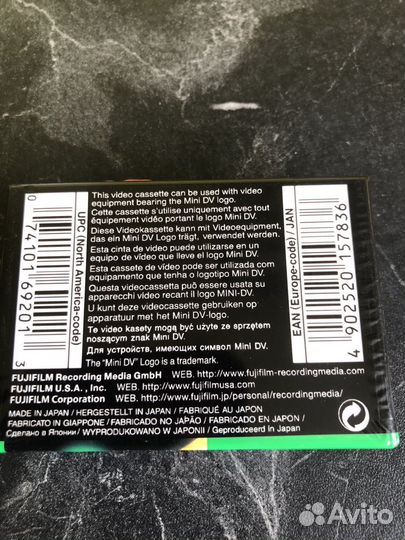 This video cassette can be used with video
equipment bearing the Mini DV logo.
Cette cassette s'utilise uniquement avec tout
équipement vidéo portant le logo Mini DV.
Diese Videokassette kann mit Videoequipment,
das ein Mini DV Logo trägt, verwendet werden.
Esta cinta de vídeo puede utilizarse en un
equipo de vídeo que lleve el logo Mini DV.
Esta cassete de vídeo pode ser utilizada com
equipamento que tenha o logotipo Mini DV.
Questa videocassetta può essere usata su
apparecchi video recant il logo MINI-DV.
U kunt deze videocassette gebruiken op
apparatuur met het Mini DV-logo.
Te video kasety mogą być użyte ze sprzętem
noszącym znak Mini DV.
Для устройств, имеющих символ Mini DV.
The "Mini DV" Logo is a trademark.
FUJIFILM Recording Media GmbH WEB. http://www.fujifilm-recordingmedia.com
FUJIFILM U.S.A., Inc. WEB. http://www.fujifilmusa.com
FUJIFILM Corporation WEB. http://www.fujifilm.jp/personal/recordingmedia/
MADE IN JAPAN / HERGESTELLT IN JAPAN / FABRIQUÉ AU JAPON
FABRICATO IN GIAPPONE / FABRICADO NO JAPÃO / FABRICADO EN JAPON /
Сделано в Японии / WYPRODUKOWANO W JAPONII / Geproduceerd in Japan
0 74101 69201 3
UPC (North America-code)
EAN (Europe-code) / JAN
4 902520 157836
Avito